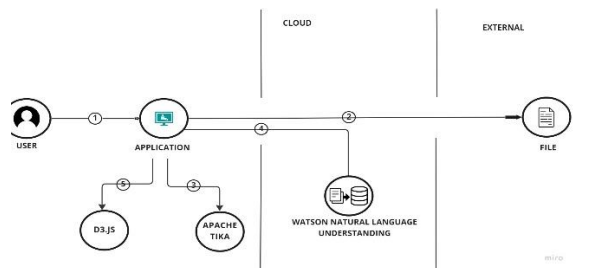 CLOUD
EXTERNAL
1
2
4
USER
APPLICATION
FILE
5
3
D3.JS
APACHE
TIKA
WATSON NATURAL LANGUAGE
UNDERSTANDING
miro